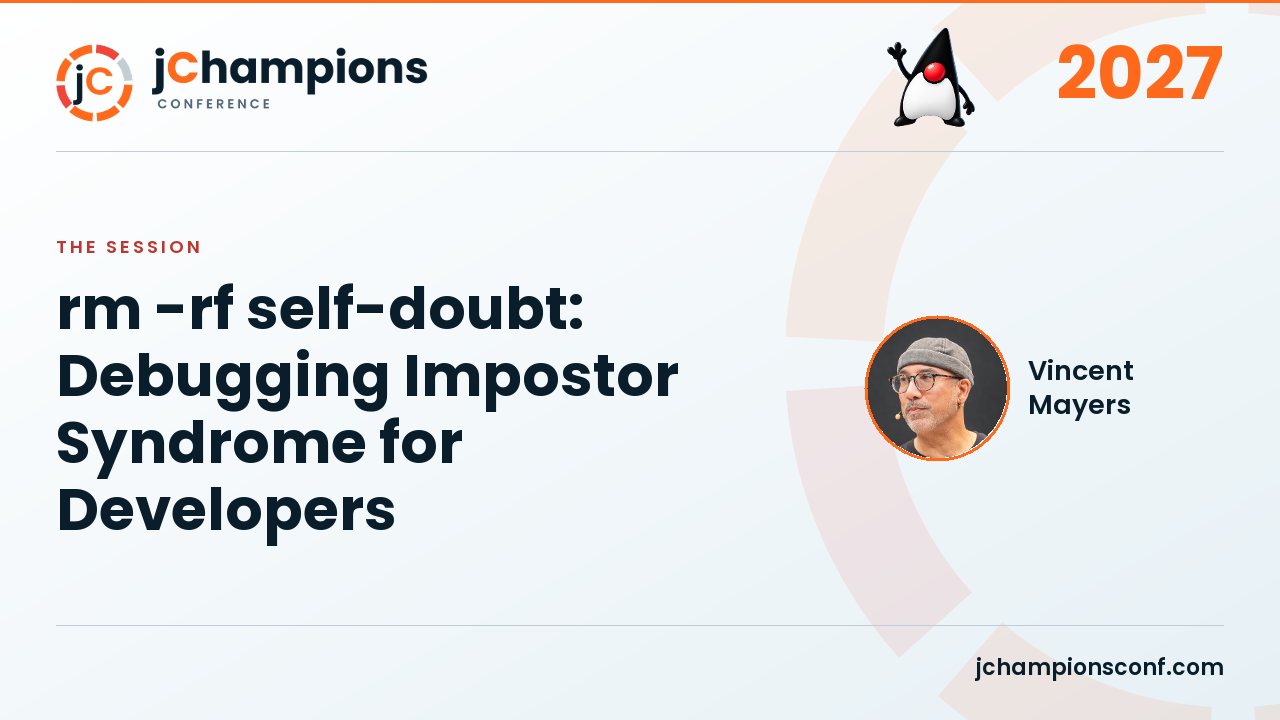 jC
jChampions
CONFERENCE
2027
THE SESSION
rm -rf self-doubt:
Debugging Impostor
Syndrome for
Developers
Vincent
Mayers
jchampionsconf.com